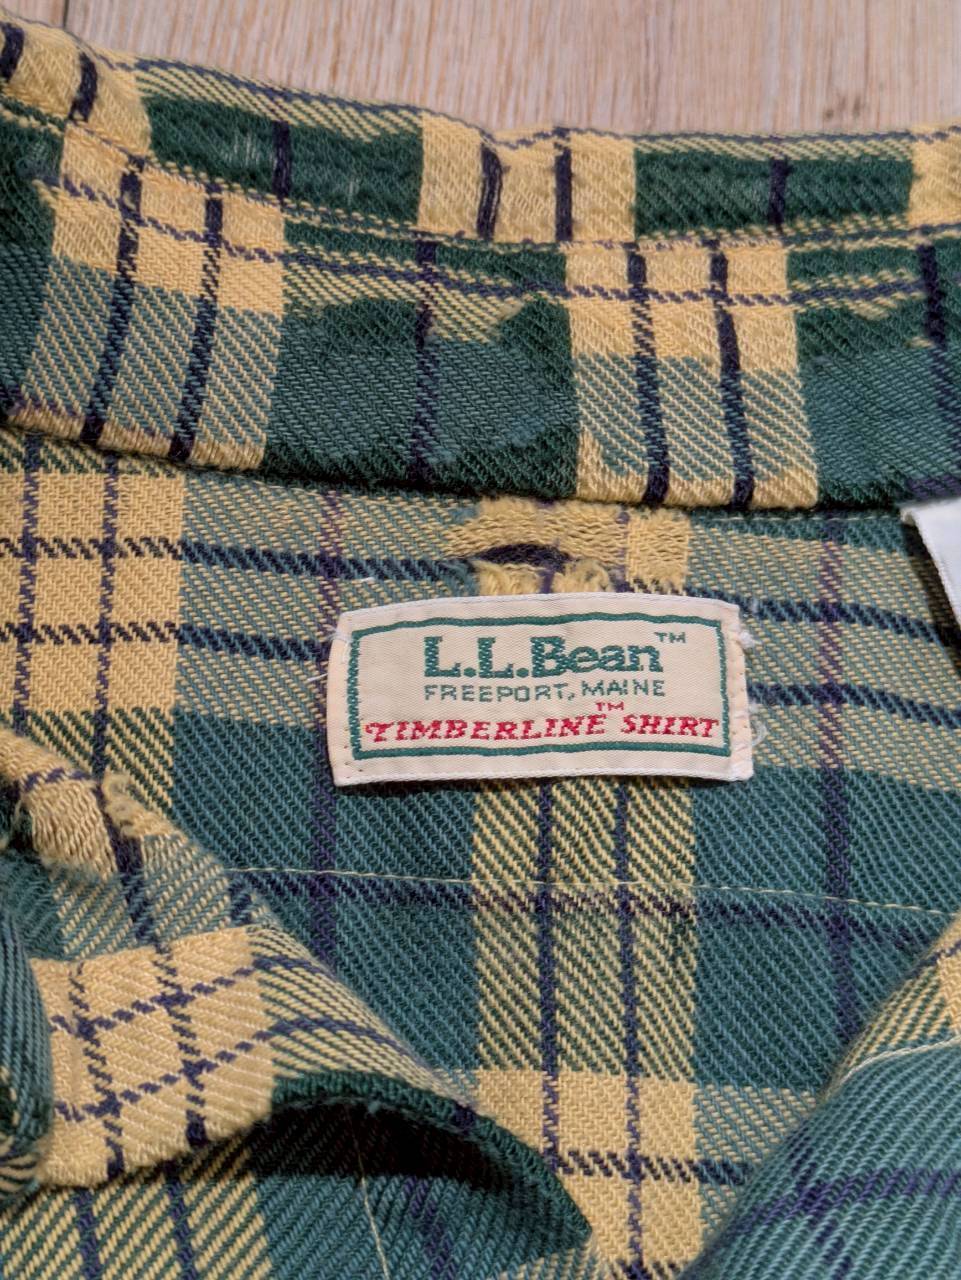 L.L.Bean™
FREEPORT, MAINE
TIMBERLINE™ SHIRT